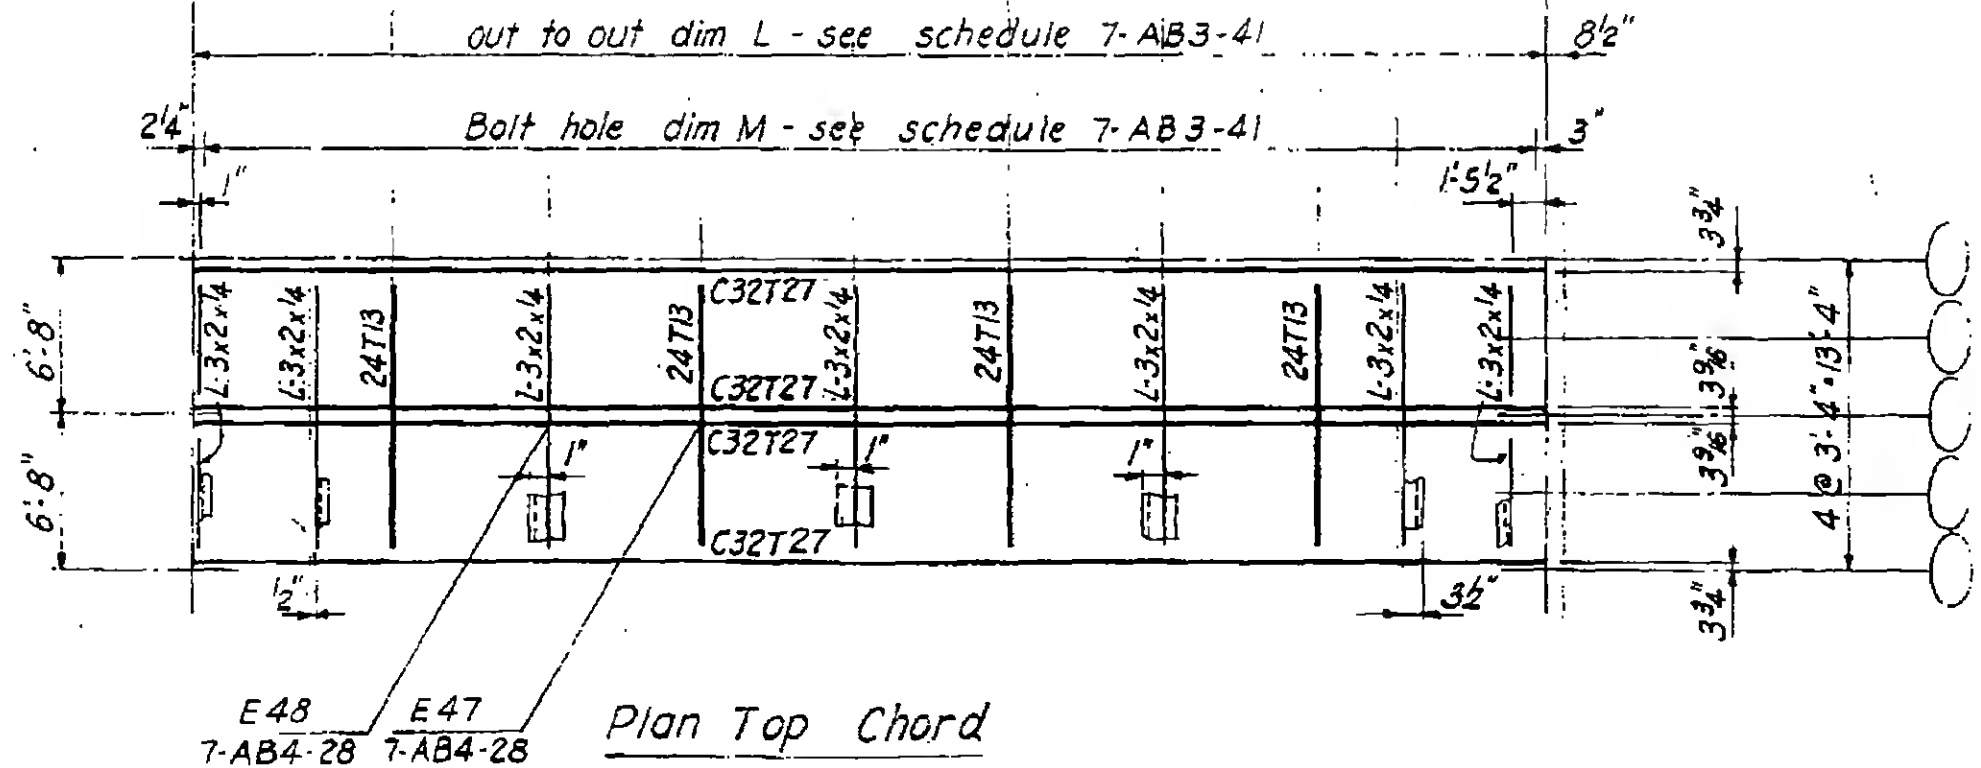 out to out dim L - see schedule 7-AB3-41
8½"
2¼"
Bolt hole dim M - see schedule 7-AB3-41
3"
1"
1'-5½"
3¾"
6'-8"
L-3x2x¼
L-3x2x¼
24T13
L-3x2x¼
24T13
C32T27
L-3x2x¼
24T13
L-3x2x¼
24T13
L-3x2x¼
L-3x2x¼
C32T27
3 9/16"
4 @ 3'-4"=13'-4"
6'-8"
C32T27
1"
1"
1"
3 9/16"
C32T27
½"
3½"
3¾"
E48
7-AB4-28
E47
7-AB4-28
Plan Top Chord